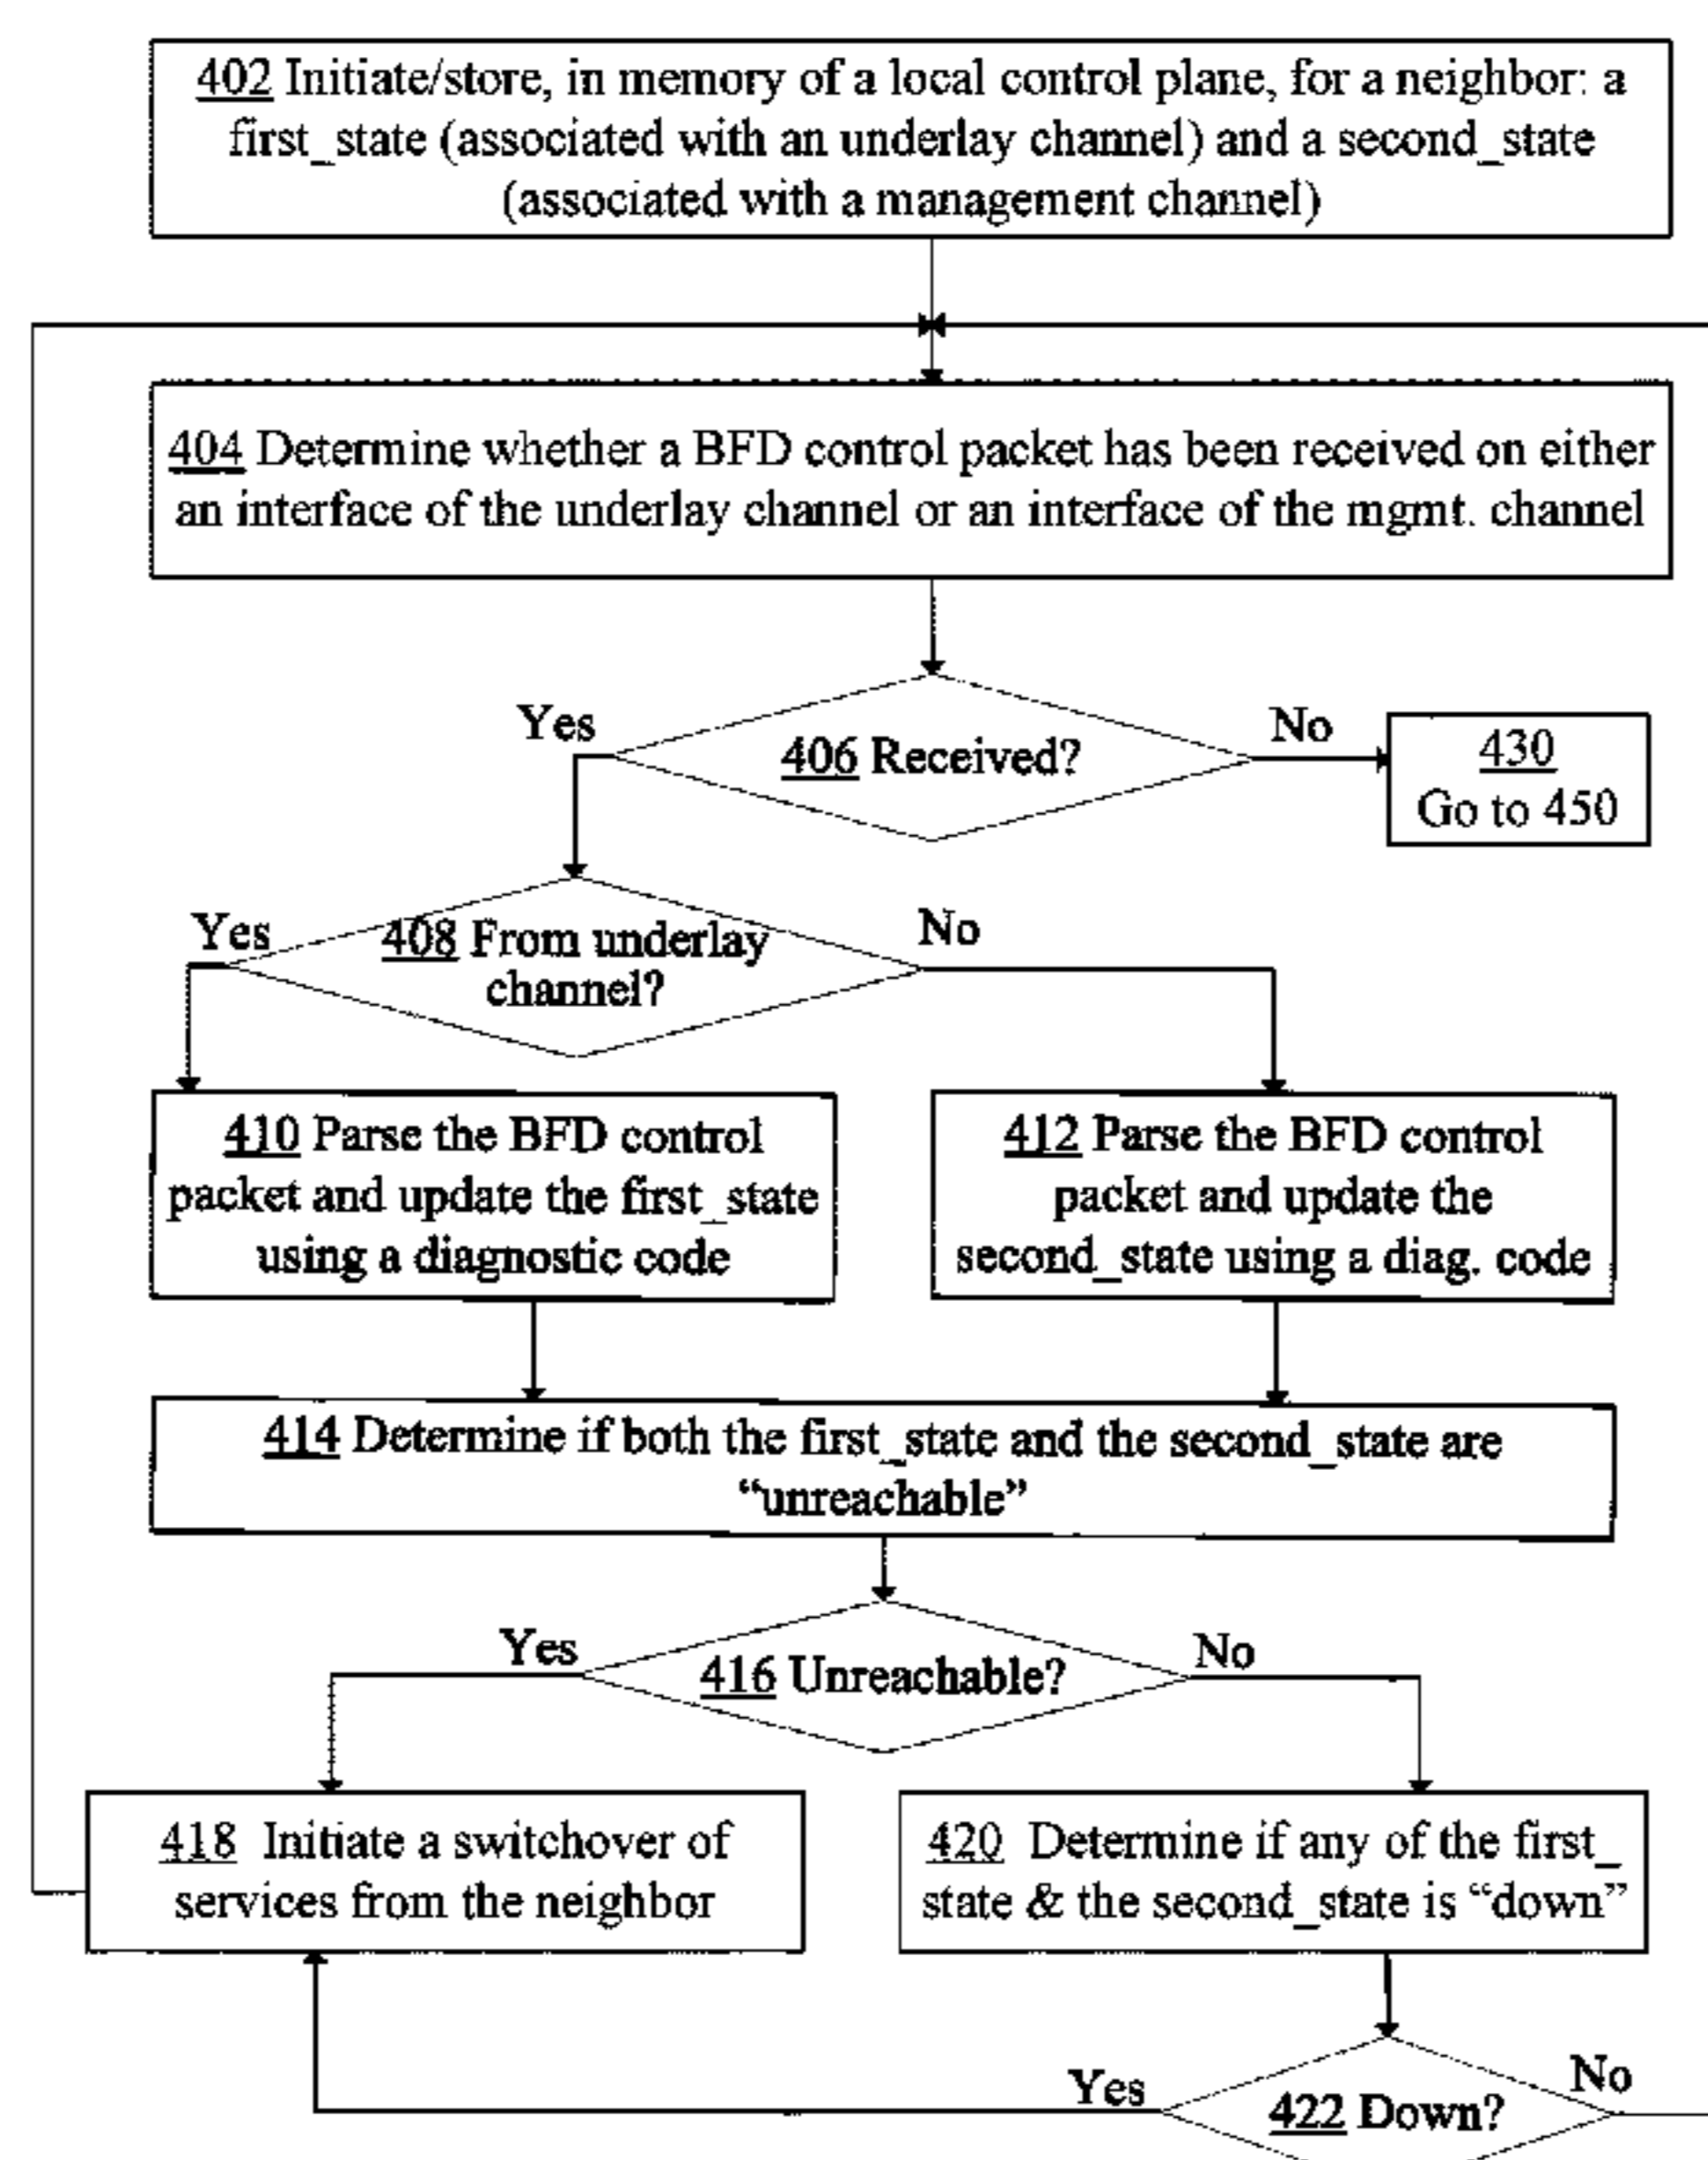 402 Initiate/store, in memory of a local control plane, for a neighbor: a
first_state (associated with an underlay channel) and a second_state
(associated with a management channel)
404 Determine whether a BFD control packet has been received on either
an interface of the underlay channel or an interface of the mgmt. channel
Yes
406 Received?
No
430
Go to 450
Yes
408 From underlay
channel?
No
410 Parse the BFD control
packet and update the first_state
using a diagnostic code
412 Parse the BFD control
packet and update the
second_state using a diag. code
414 Determine if both the first_state and the second_state are
“unreachable”
Yes
416 Unreachable?
No
418 Initiate a switchover of
services from the neighbor
420 Determine if any of the first_
state & the second_state is “down”
Yes
422 Down?
No